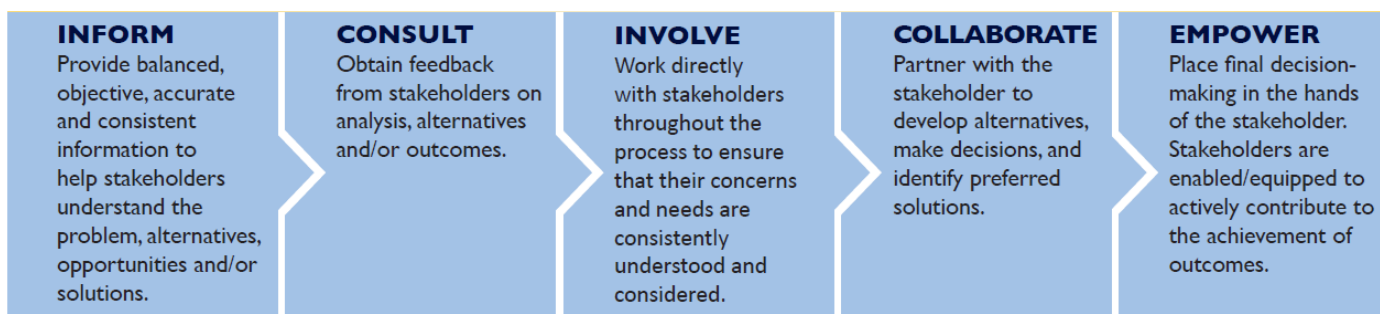 INFORM
Provide balanced,
objective, accurate
and consistent
information to
help stakeholders
understand the
problem, alternatives,
opportunities and/or
solutions.
CONSULT
Obtain feedback
from stakeholders on
analysis, alternatives
and/or outcomes.
INVOLVE
Work directly
with stakeholders
throughout the
process to ensure
that their concerns
and needs are
consistently
understood and
considered.
COLLABORATE
Partner with the
stakeholder to
develop alternatives,
make decisions, and
identify preferred
solutions.
EMPOWER
Place final decision-
making in the hands
of the stakeholder.
Stakeholders are
enabled/equipped to
actively contribute to
the achievement of
outcomes.